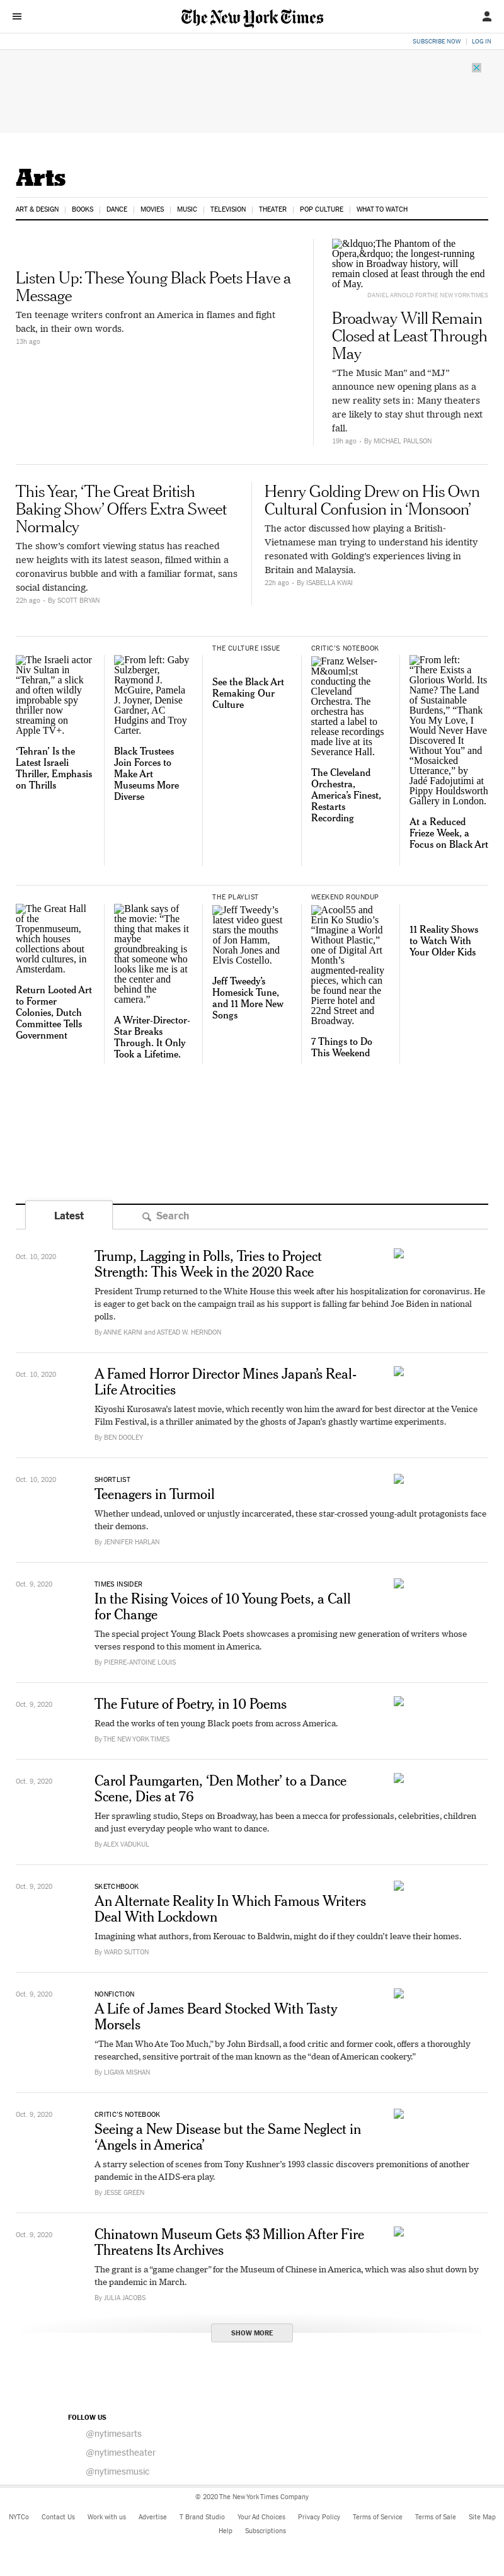 The New York Times
SUBSCRIBE NOW
LOG IN
Arts
ART & DESIGN
BOOKS
DANCE
MOVIES
MUSIC
TELEVISION
THEATER
POP CULTURE
WHAT TO WATCH
Listen Up: These Young Black Poets Have a
Message
Ten teenage writers confront an America in flames and fight
back, in their own words.
13h ago
&ldquo;The Phantom of the
Opera,&rdquo; the longest-running
show in Broadway history, will
remain closed at least through the end
of May.
DANIEL ARNOLD FOR THE NEW YORK TIMES
Broadway Will Remain
Closed at Least Through
May
“The Music Man” and “MJ”
announce new opening plans as a
new reality sets in: Many theaters
are likely to stay shut through next
fall.
19h ago • By MICHAEL PAULSON
This Year, ‘The Great British
Baking Show’ Offers Extra Sweet
Normalcy
The show’s comfort viewing status has reached
new heights with its latest season, filmed within a
coronavirus bubble and with a familiar format, sans
social distancing.
22h ago • By SCOTT BRYAN
Henry Golding Drew on His Own
Cultural Confusion in ‘Monsoon’
The actor discussed how playing a British-
Vietnamese man trying to understand his identity
resonated with Golding’s experiences living in
Britain and Malaysia.
22h ago • By ISABELLA KWAI
The Israeli actor
Niv Sultan in
“Tehran,” a slick
and often wildly
improbable spy
thriller now
streaming on
Apple TV+.
‘Tehran’ Is the
Latest Israeli
Thriller, Emphasis
on Thrills
From left: Gaby
Sulzberger,
Raymond J.
McGuire, Pamela
J. Joyner, Denise
Gardner, AC
Hudgins and Troy
Carter.
Black Trustees
Join Forces to
Make Art
Museums More
Diverse
THE CULTURE ISSUE
See the Black Art
Remaking Our
Culture
CRITIC’S NOTEBOOK
Franz Welser-
M&ouml;st
conducting the
Cleveland
Orchestra. The
orchestra has
started a label to
release recordings
made live at its
Severance Hall.
The Cleveland
Orchestra,
America’s Finest,
Restarts
Recording
From left:
“There Exists a
Glorious World. Its
Name? The Land
of Sustainable
Burdens,” “Thank
You My Love, I
Would Never Have
Discovered It
Without You” and
“Mosaicked
Utterance,” by
Jadé Fadojutimi at
Pippy Houldsworth
Gallery in London.
At a Reduced
Frieze Week, a
Focus on Black Art
The Great Hall
of the
Tropenmuseum,
which houses
collections about
world cultures, in
Amsterdam.
Return Looted Art
to Former
Colonies, Dutch
Committee Tells
Government
Blank says of
the movie: “The
thing that makes it
maybe
groundbreaking is
that someone who
looks like me is at
the center and
behind the
camera.”
A Writer-Director-
Star Breaks
Through. It Only
Took a Lifetime.
THE PLAYLIST
Jeff Tweedy’s
latest video guest
stars the mouths
of Jon Hamm,
Norah Jones and
Elvis Costello.
Jeff Tweedy’s
Homesick Tune,
and 11 More New
Songs
WEEKEND ROUNDUP
Acool55 and
Erin Ko Studio’s
“Imagine a World
Without Plastic,”
one of Digital Art
Month’s
augmented-reality
pieces, which can
be found near the
Pierre hotel and
22nd Street and
Broadway.
7 Things to Do
This Weekend
11 Reality Shows
to Watch With
Your Older Kids
Latest
Search
Oct. 10, 2020
Trump, Lagging in Polls, Tries to Project
Strength: This Week in the 2020 Race
President Trump returned to the White House this week after his hospitalization for coronavirus. He
is eager to get back on the campaign trail as his support is falling far behind Joe Biden in national
polls.
By ANNIE KARNI and ASTEAD W. HERNDON
Oct. 10, 2020
A Famed Horror Director Mines Japan’s Real-
Life Atrocities
Kiyoshi Kurosawa’s latest movie, which recently won him the award for best director at the Venice
Film Festival, is a thriller animated by the ghosts of Japan’s ghastly wartime experiments.
By BEN DOOLEY
Oct. 10, 2020
SHORTLIST
Teenagers in Turmoil
Whether undead, unloved or unjustly incarcerated, these star-crossed young-adult protagonists face
their demons.
By JENNIFER HARLAN
Oct. 9, 2020
TIMES INSIDER
In the Rising Voices of 10 Young Poets, a Call
for Change
The special project Young Black Poets showcases a promising new generation of writers whose
verses respond to this moment in America.
By PIERRE-ANTOINE LOUIS
Oct. 9, 2020
The Future of Poetry, in 10 Poems
Read the works of ten young Black poets from across America.
By THE NEW YORK TIMES
Oct. 9, 2020
Carol Paumgarten, ‘Den Mother’ to a Dance
Scene, Dies at 76
Her sprawling studio, Steps on Broadway, has been a mecca for professionals, celebrities, children
and just everyday people who want to dance.
By ALEX VADUKUL
Oct. 9, 2020
SKETCHBOOK
An Alternate Reality In Which Famous Writers
Deal With Lockdown
Imagining what authors, from Kerouac to Baldwin, might do if they couldn’t leave their homes.
By WARD SUTTON
Oct. 9, 2020
NONFICTION
A Life of James Beard Stocked With Tasty
Morsels
“The Man Who Ate Too Much,” by John Birdsall, a food critic and former cook, offers a thoroughly
researched, sensitive portrait of the man known as the “dean of American cookery.”
By LIGAYA MISHAN
Oct. 9, 2020
CRITIC’S NOTEBOOK
Seeing a New Disease but the Same Neglect in
‘Angels in America’
A starry selection of scenes from Tony Kushner’s 1993 classic discovers premonitions of another
pandemic in the AIDS-era play.
By JESSE GREEN
Oct. 9, 2020
Chinatown Museum Gets $3 Million After Fire
Threatens Its Archives
The grant is a “game changer” for the Museum of Chinese in America, which was also shut down by
the pandemic in March.
By JULIA JACOBS
SHOW MORE
FOLLOW US
@nytimesarts
@nytimestheater
@nytimesmusic
© 2020 The New York Times Company
NYTCo
Contact Us
Work with us
Advertise
T Brand Studio
Your Ad Choices
Privacy Policy
Terms of Service
Terms of Sale
Site Map
Help
Subscriptions